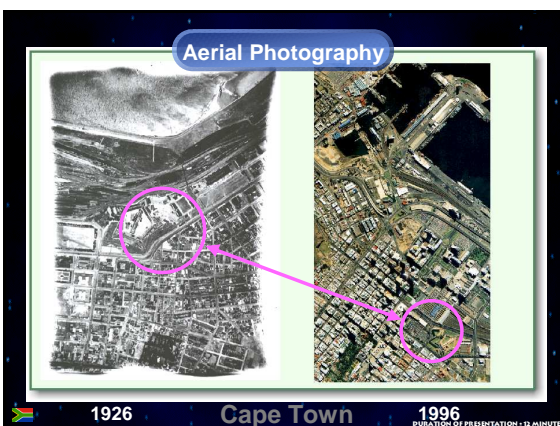 Aerial Photography
1926
Cape Town
1996
DURATION OF PRESENTATION : 12 MINUTE